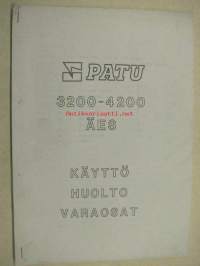 PATU
3200-4200
ÄES
KÄYTTÖ
HUOLTO
VARAOSAT